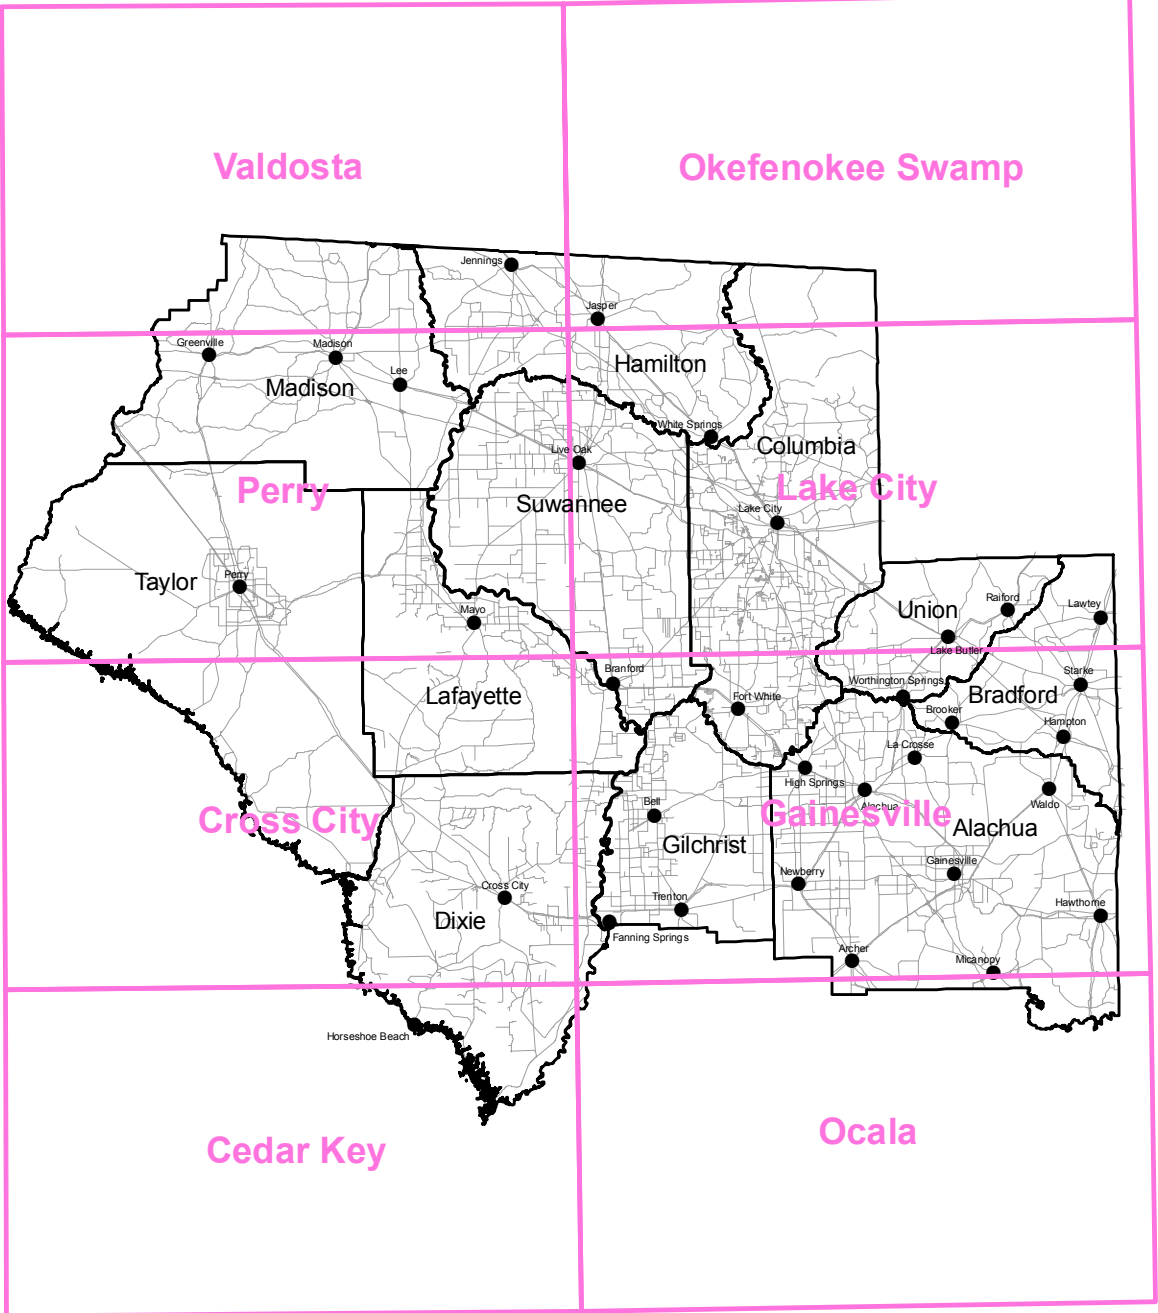 Valdosta
Okefenokee Swamp
Jennings
Jasper
Greenville
Madison
Lee
Madison
Hamilton
White Springs
Columbia
Live Oak
Perry
Lake City
Suwannee
Lake City
Taylor
Perry
Mayo
Union
Raiford
Lawtey
Lake Butler
Branford
Starke
Worthington Springs
Lafayette
Fort White
Bradford
Brooker
Hampton
La Crosse
High Springs
Alachua
Waldo
Bell
Cross City
Gainesville
Alachua
Gilchrist
Gainesville
Newberry
Cross City
Trenton
Hawthorne
Dixie
Fanning Springs
Archer
Micanopy
Horseshoe Beach
Ocala
Cedar Key